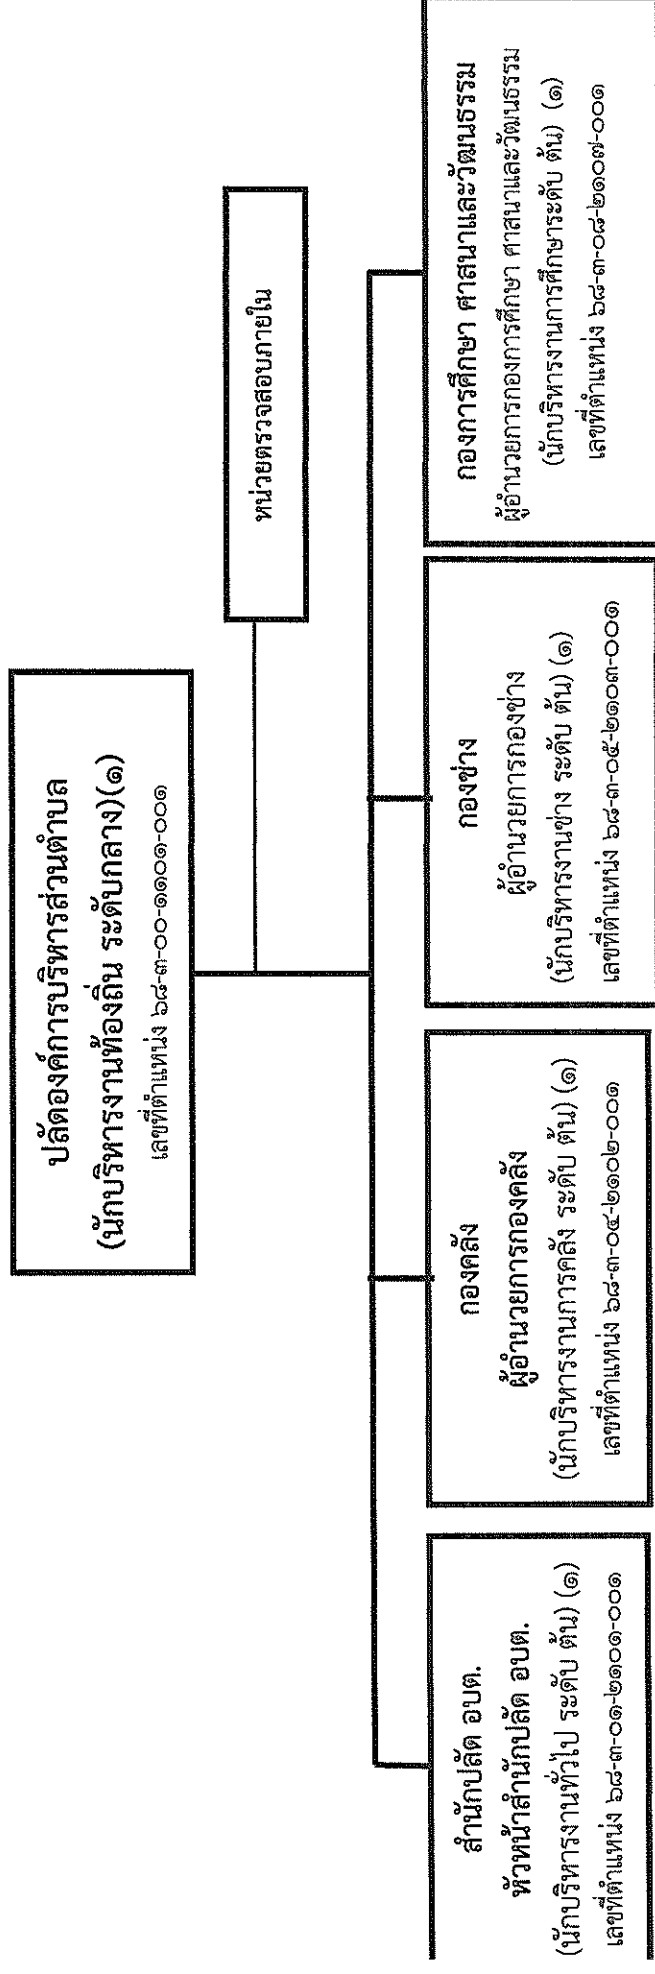 ปลัดองค์การบริหารส่วนตำบล
(นักบริหารงานท้องถิ่น ระดับกลาง)(๑)
เลขที่ตำแหน่ง ๖๘-๓-๐๐-๑๑๐๑-๐๐๑
หน่วยตรวจสอบภายใน
สำนักปลัด อบต.
หัวหน้าสำนักปลัด อบต.
(นักบริหารงานทั่วไป ระดับ ต้น) (๑)
เลขที่ตำแหน่ง ๖๘-๓-๐๑-๒๑๐๑-๐๐๑
กองคลัง
ผู้อำนวยการกองคลัง
(นักบริหารงานการคลัง ระดับ ต้น) (๑)
เลขที่ตำแหน่ง ๖๘-๓-๐๔-๒๑๐๒-๐๐๑
กองช่าง
ผู้อำนวยการกองช่าง
(นักบริหารงานช่าง ระดับ ต้น) (๑)
เลขที่ตำแหน่ง ๖๘-๓-๐๕-๒๑๐๓-๐๐๑
กองการศึกษา ศาสนาและวัฒนธรรม
ผู้อำนวยการกองการศึกษา ศาสนาและวัฒนธรรม
(นักบริหารงานการศึกษาระดับ ต้น) (๑)
เลขที่ตำแหน่ง ๖๘-๓-๐๘-๒๑๐๗-๐๐๑